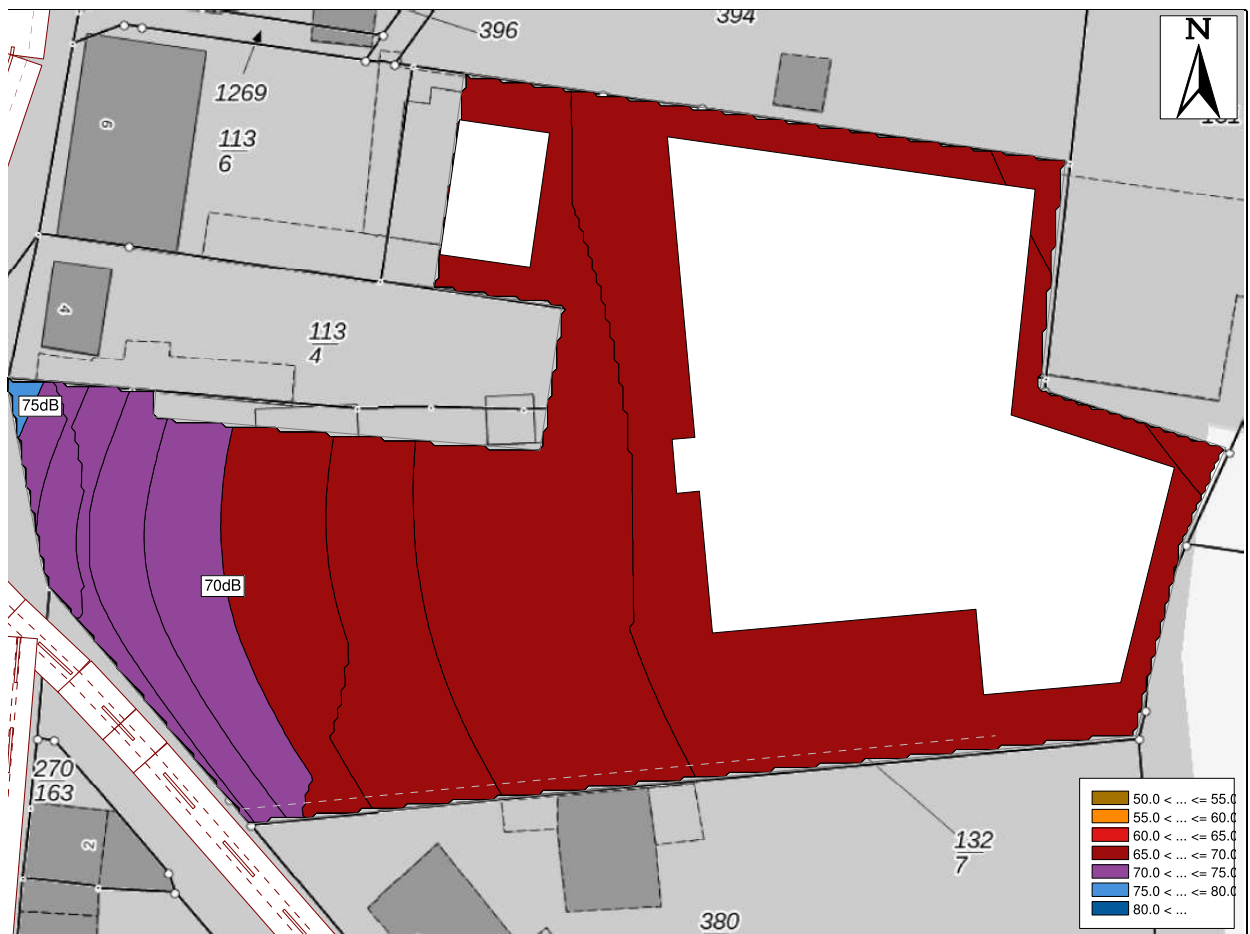 394
396
N
1269
6
113
6
4
113
4
75dB
70dB
270
163
2
132
7
380
50.0 < ... <= 55.0
55.0 < ... <= 60.0
60.0 < ... <= 65.0
65.0 < ... <= 70.0
70.0 < ... <= 75.0
75.0 < ... <= 80.0
80.0 < ...